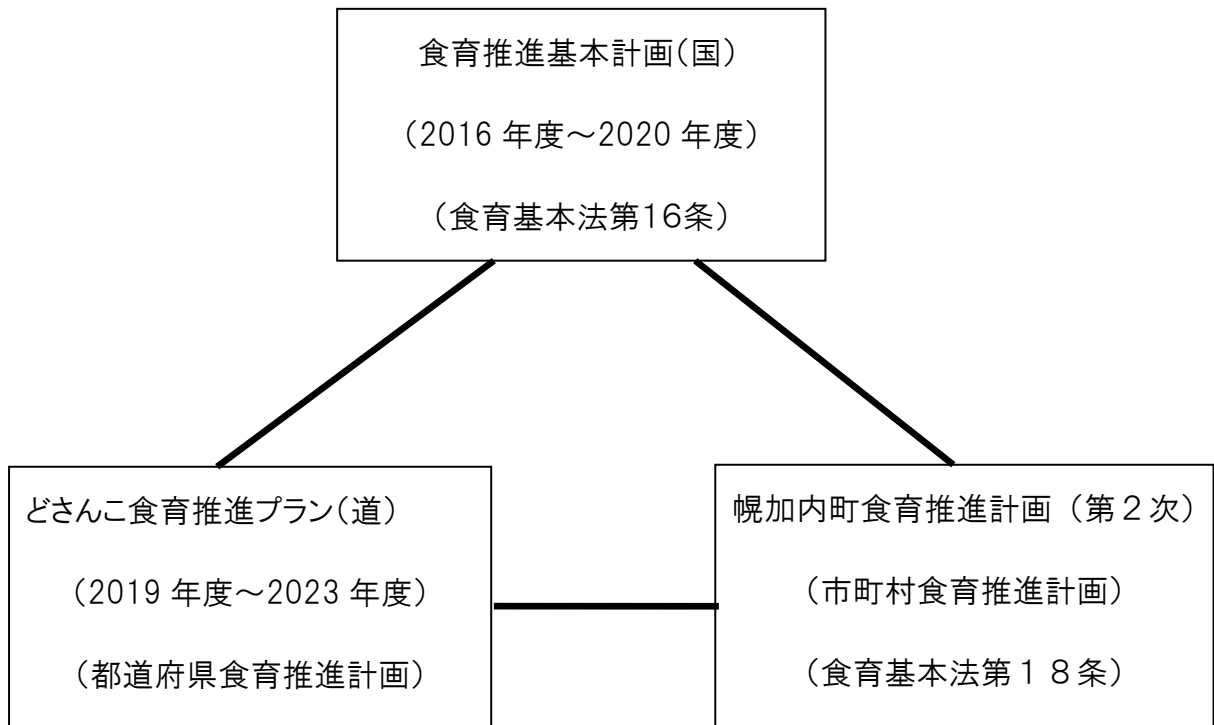 食育推進基本計画（国）
（2016 年度～2020 年度）
（食育基本法第16条）
どさんこ食育推進プラン（道）
（2019 年度～2023 年度）
（都道府県食育推進計画）
幌加内町食育推進計画（第２次）
（市町村食育推進計画）
（食育基本法第１８条）